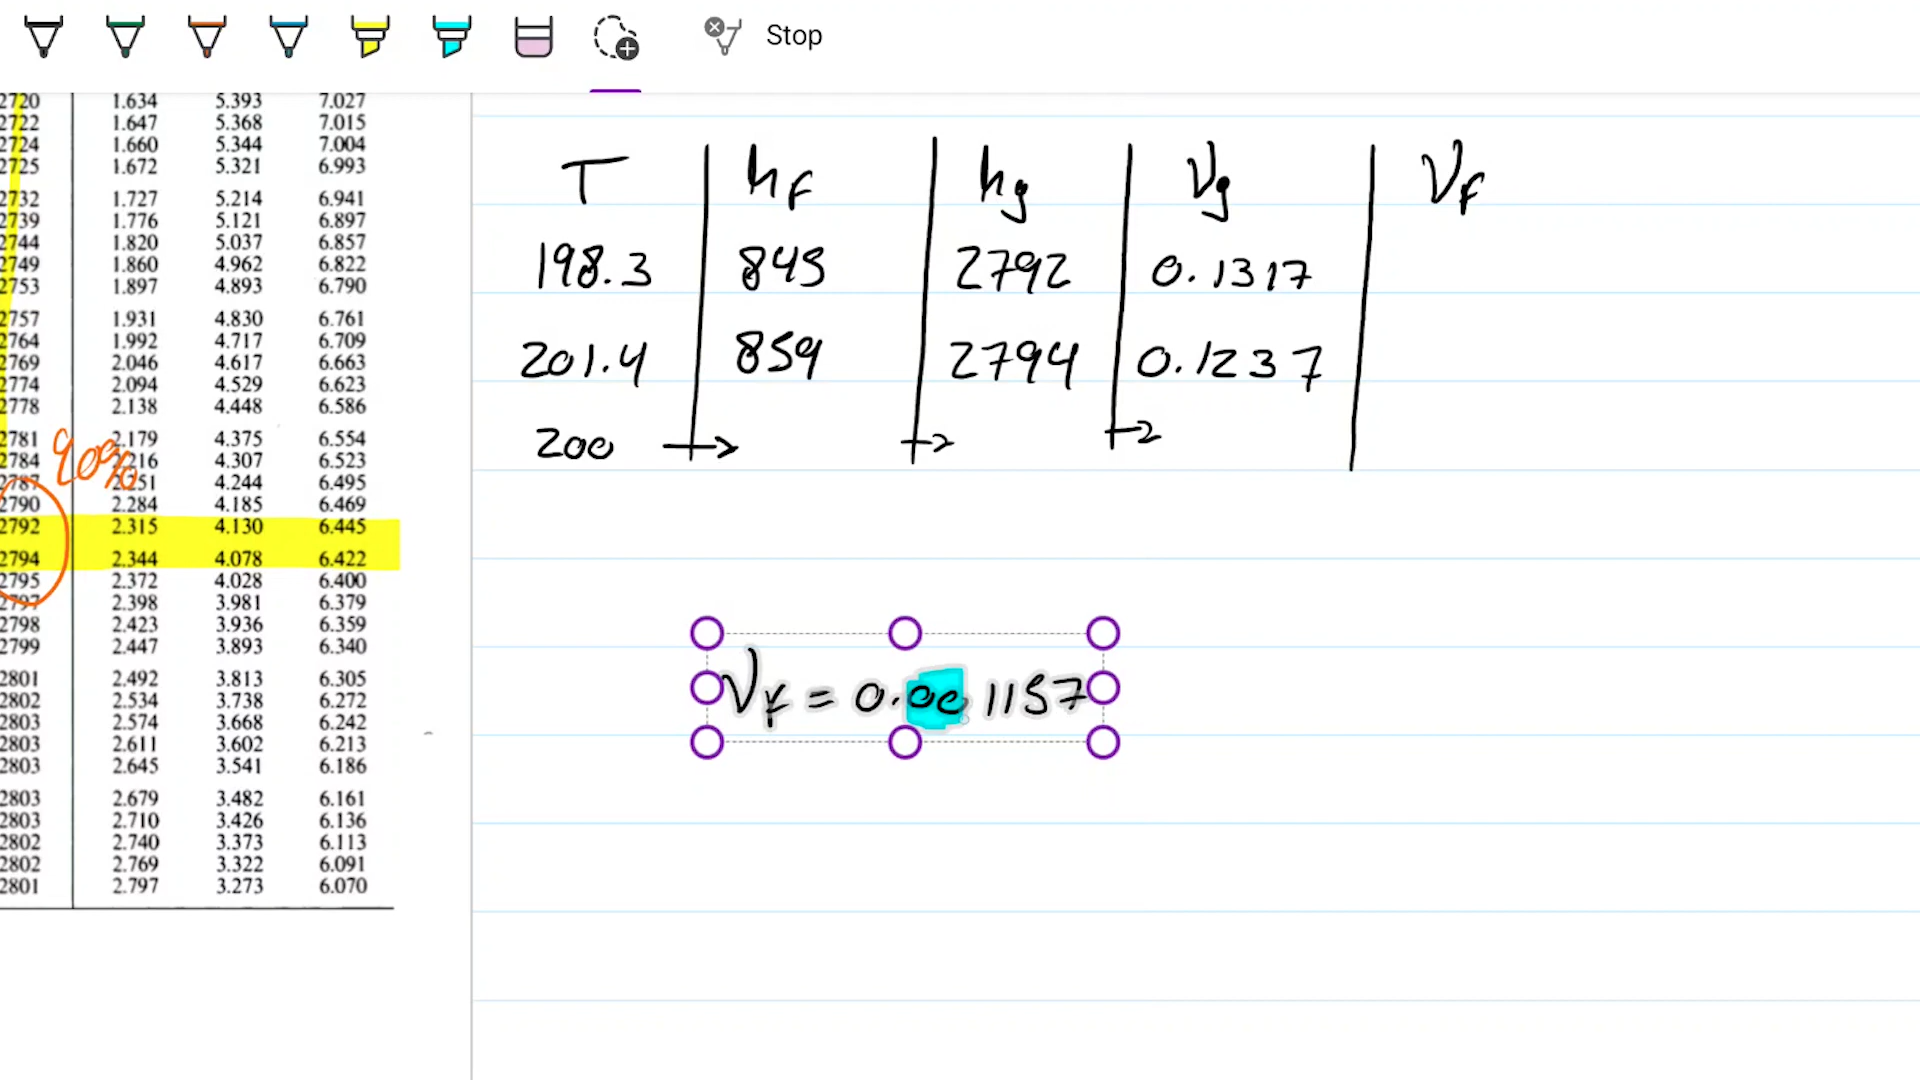 Stop
2720 1.634 5.393 7.027
2722 1.647 5.368 7.015
2724 1.660 5.344 7.004
2725 1.672 5.321 6.993
2732 1.727 5.214 6.941
2739 1.776 5.121 6.897
2744 1.820 5.037 6.857
2749 1.860 4.962 6.822
2753 1.897 4.893 6.790
2757 1.931 4.830 6.761
2764 1.992 4.717 6.709
2769 2.046 4.617 6.663
2774 2.094 4.529 6.623
2778 2.138 4.448 6.586
2781 2.179 4.375 6.554
90%
2784 2.216 4.307 6.523
2787 2.251 4.244 6.495
2790 2.284 4.185 6.469
2792 2.315 4.130 6.445
2794 2.344 4.078 6.422
2795 2.372 4.028 6.400
2797 2.398 3.981 6.379
2798 2.423 3.936 6.359
2799 2.447 3.893 6.340
2801 2.492 3.813 6.305
2802 2.534 3.738 6.272
2803 2.574 3.668 6.242
2803 2.611 3.602 6.213
2803 2.645 3.541 6.186
2803 2.679 3.482 6.161
2803 2.710 3.426 6.136
2802 2.740 3.373 6.113
2802 2.769 3.322 6.091
2801 2.797 3.273 6.070
T hf hg Vg Vf
198.3 845 2792 0.1317
201.4 859 2794 0.1237
200
Vf = 0.001157